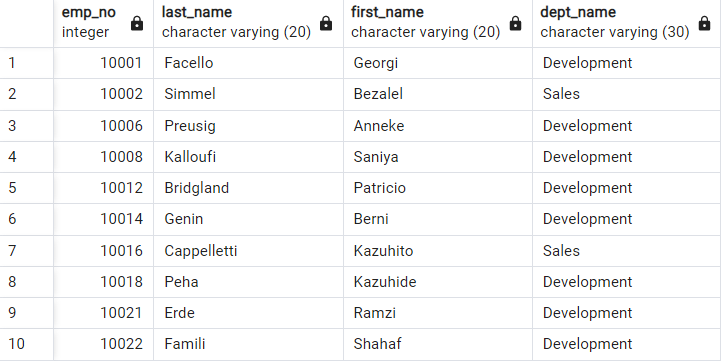 emp_no last_name first_name dept_name
integer character varying (20) character varying (20) character varying (30)
1 10001 Facello Georgi Development
2 10002 Simmel Bezalel Sales
3 10006 Preusig Anneke Development
4 10008 Kalloufi Saniya Development
5 10012 Bridgland Patricio Development
6 10014 Genin Berni Development
7 10016 Cappelletti Kazuhito Sales
8 10018 Peha Kazuhide Development
9 10021 Erde Ramzi Development
10 10022 Famili Shahaf Development